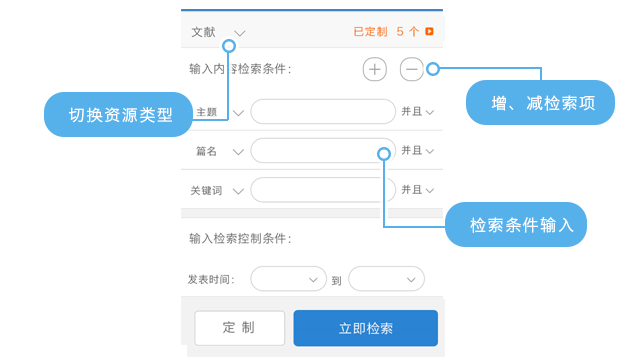 文献
已定制 5 个
输入内容检索条件：
切换资源类型
增、减检索项
主题
并且
篇名
并且
关键词
并且
检索条件输入
输入检索控制条件：
发表时间：
到
定 制
立即检索